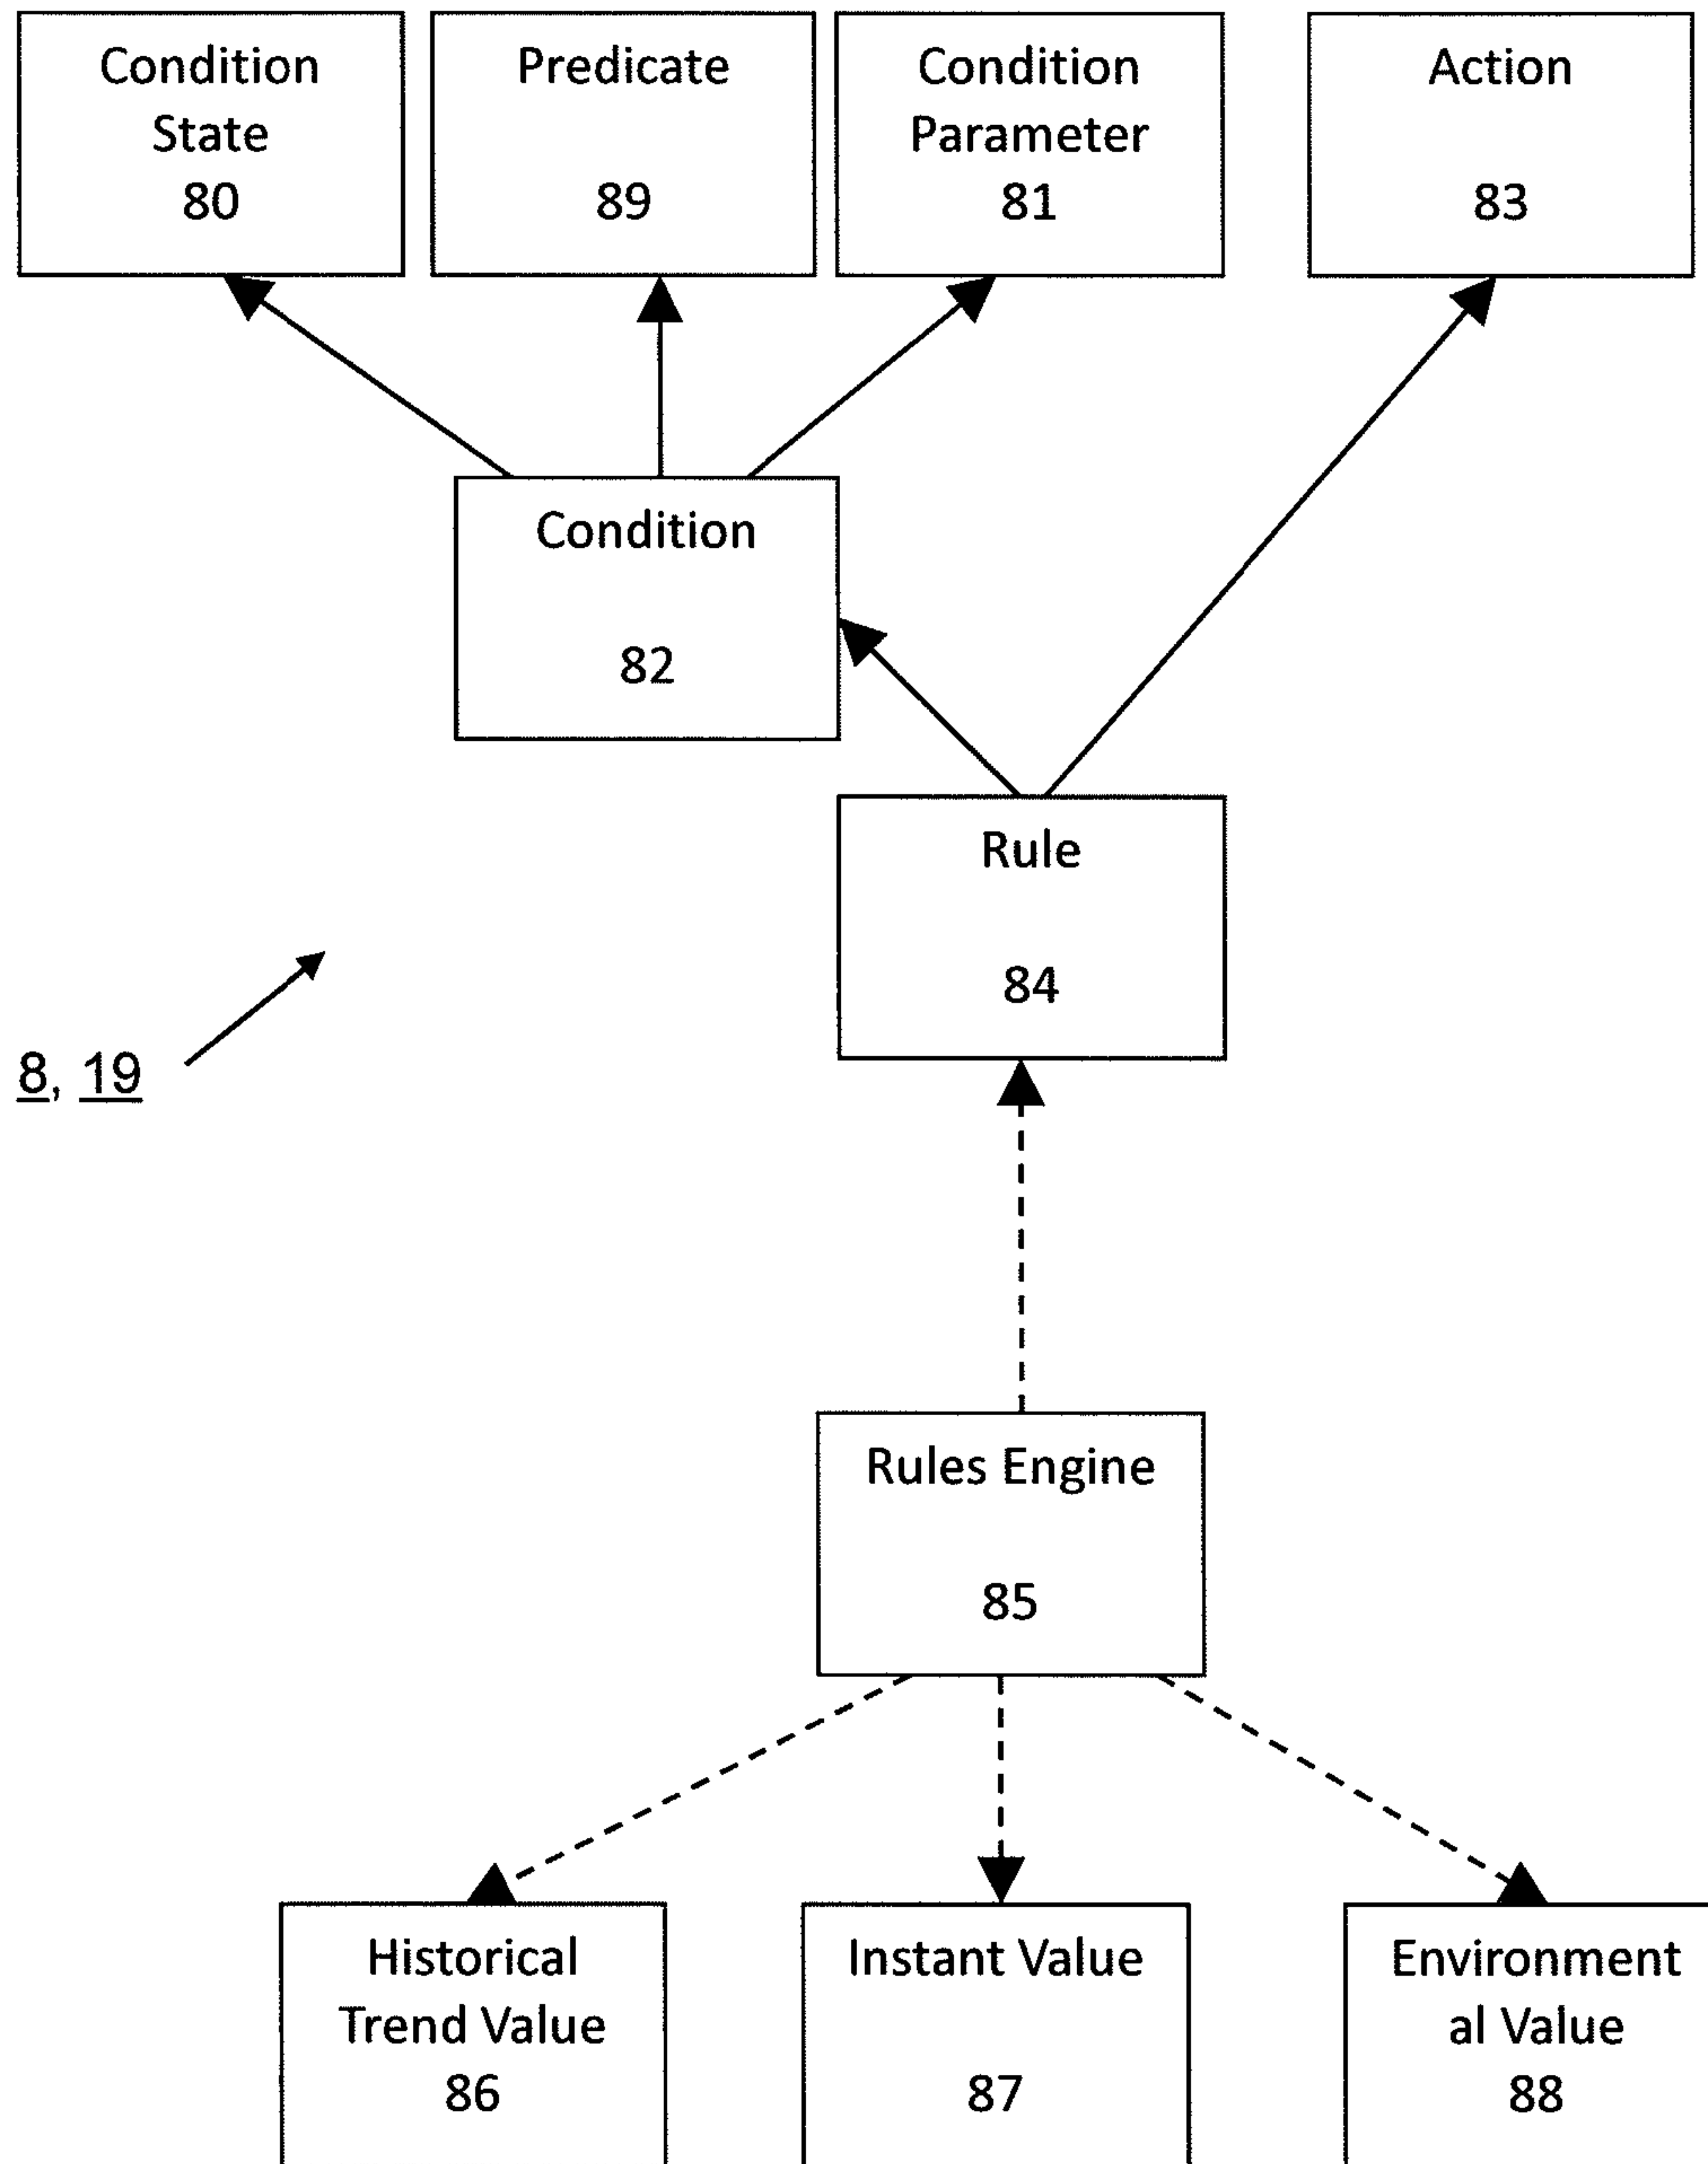 Condition
State
80
Predicate
89
Condition
Parameter
81
Action
83
Condition
82
Rule
84
8, 19
Rules Engine
85
Historical
Trend Value
86
Instant Value
87
Environment
al Value
88